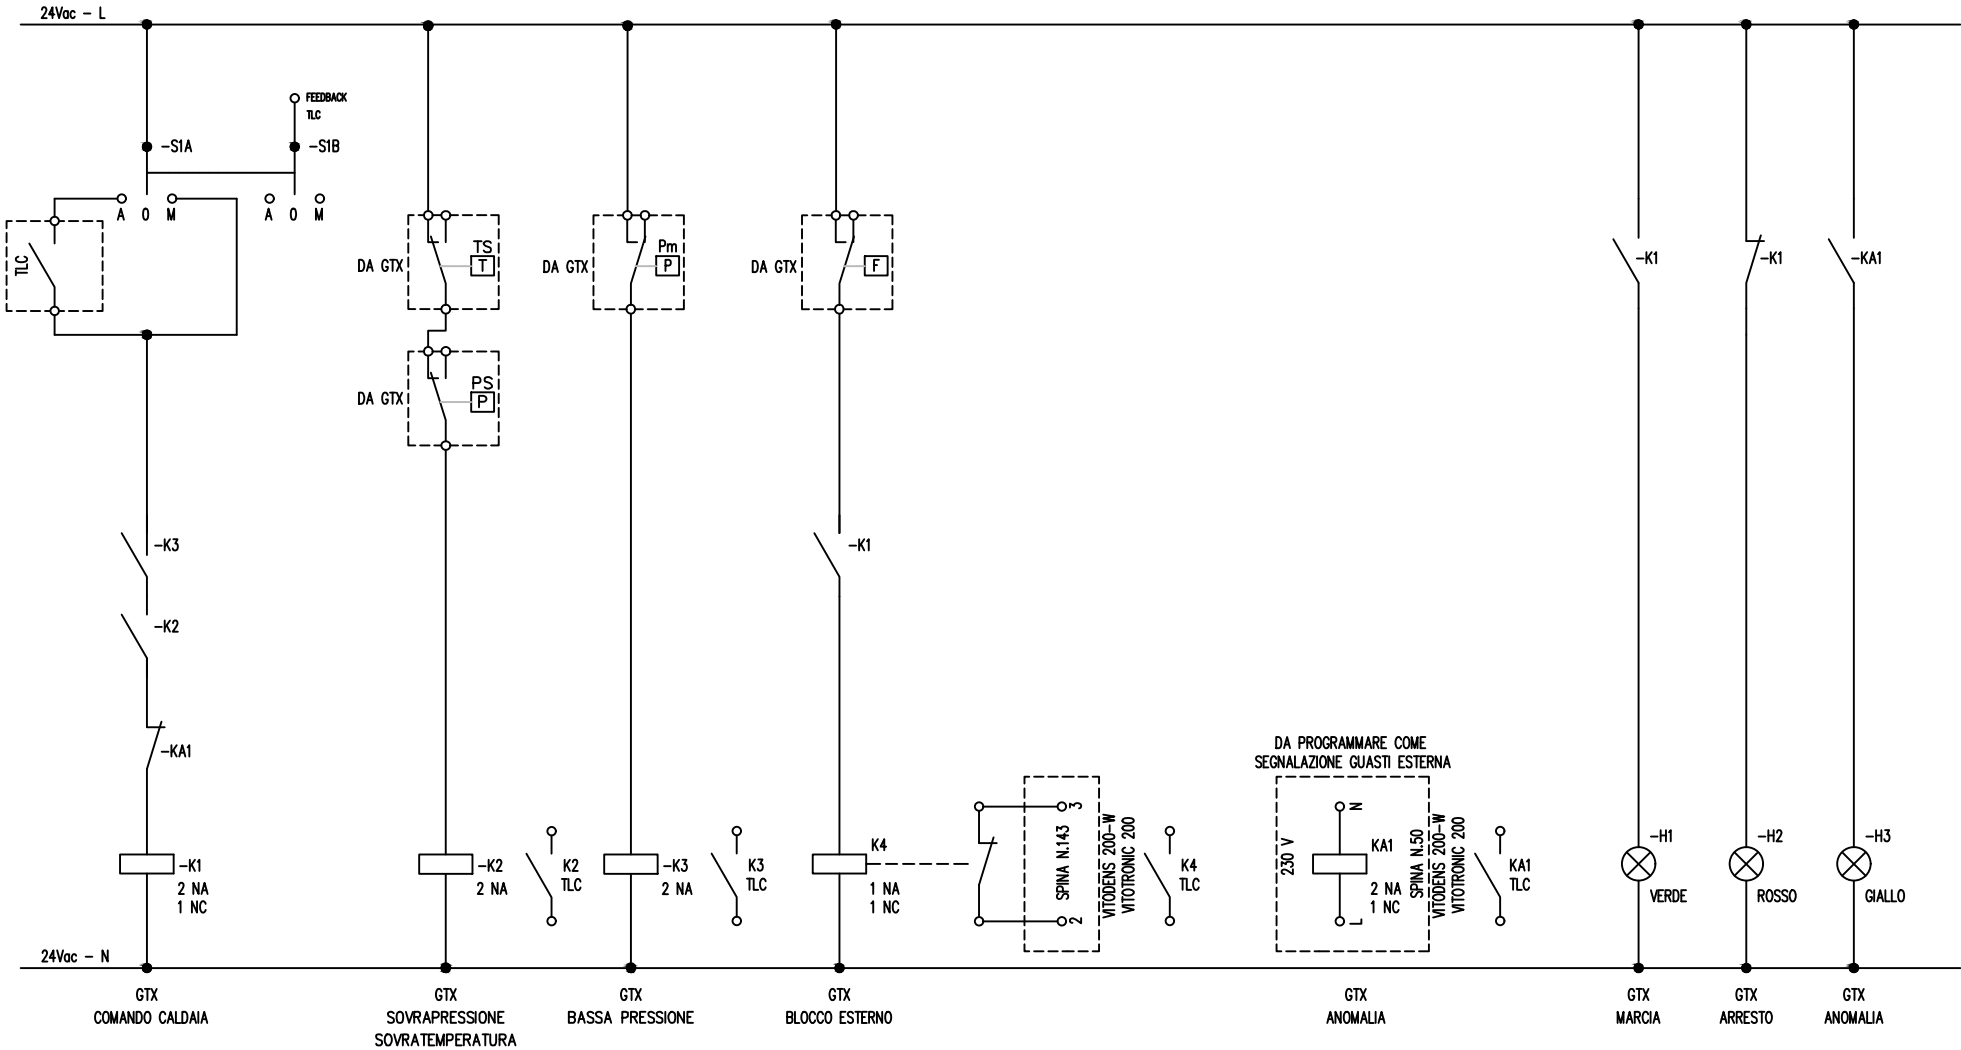 24Vac - L
FEEDBACK
TLC
-S1A
-S1B
A 0 M
A 0 M
TLC
DA GTX
TS
T
DA GTX
Pm
P
DA GTX
F
-K1
-K1
-KA1
DA GTX
PS
P
-K3
-K1
-K2
-KA1
DA PROGRAMMARE COME
SEGNALAZIONE GUASTI ESTERNA
-K1
2 NA
1 NC
-K2
2 NA
K2
TLC
-K3
2 NA
K3
TLC
K4
1 NA
1 NC
3
2
SPINA N.143
VITODENS 200-W
VITOTRONIC 200
K4
TLC
230 V
N
L
KA1
2 NA
1 NC
SPINA N.50
VITODENS 200-W
VITOTRONIC 200
KA1
TLC
-H1
VERDE
-H2
ROSSO
-H3
GIALLO
24Vac - N
GTX
COMANDO CALDAIA
GTX
SOVRAPRESSIONE
SOVRATEMPERATURA
GTX
BASSA PRESSIONE
GTX
BLOCCO ESTERNO
GTX
ANOMALIA
GTX
MARCIA
GTX
ARRESTO
GTX
ANOMALIA